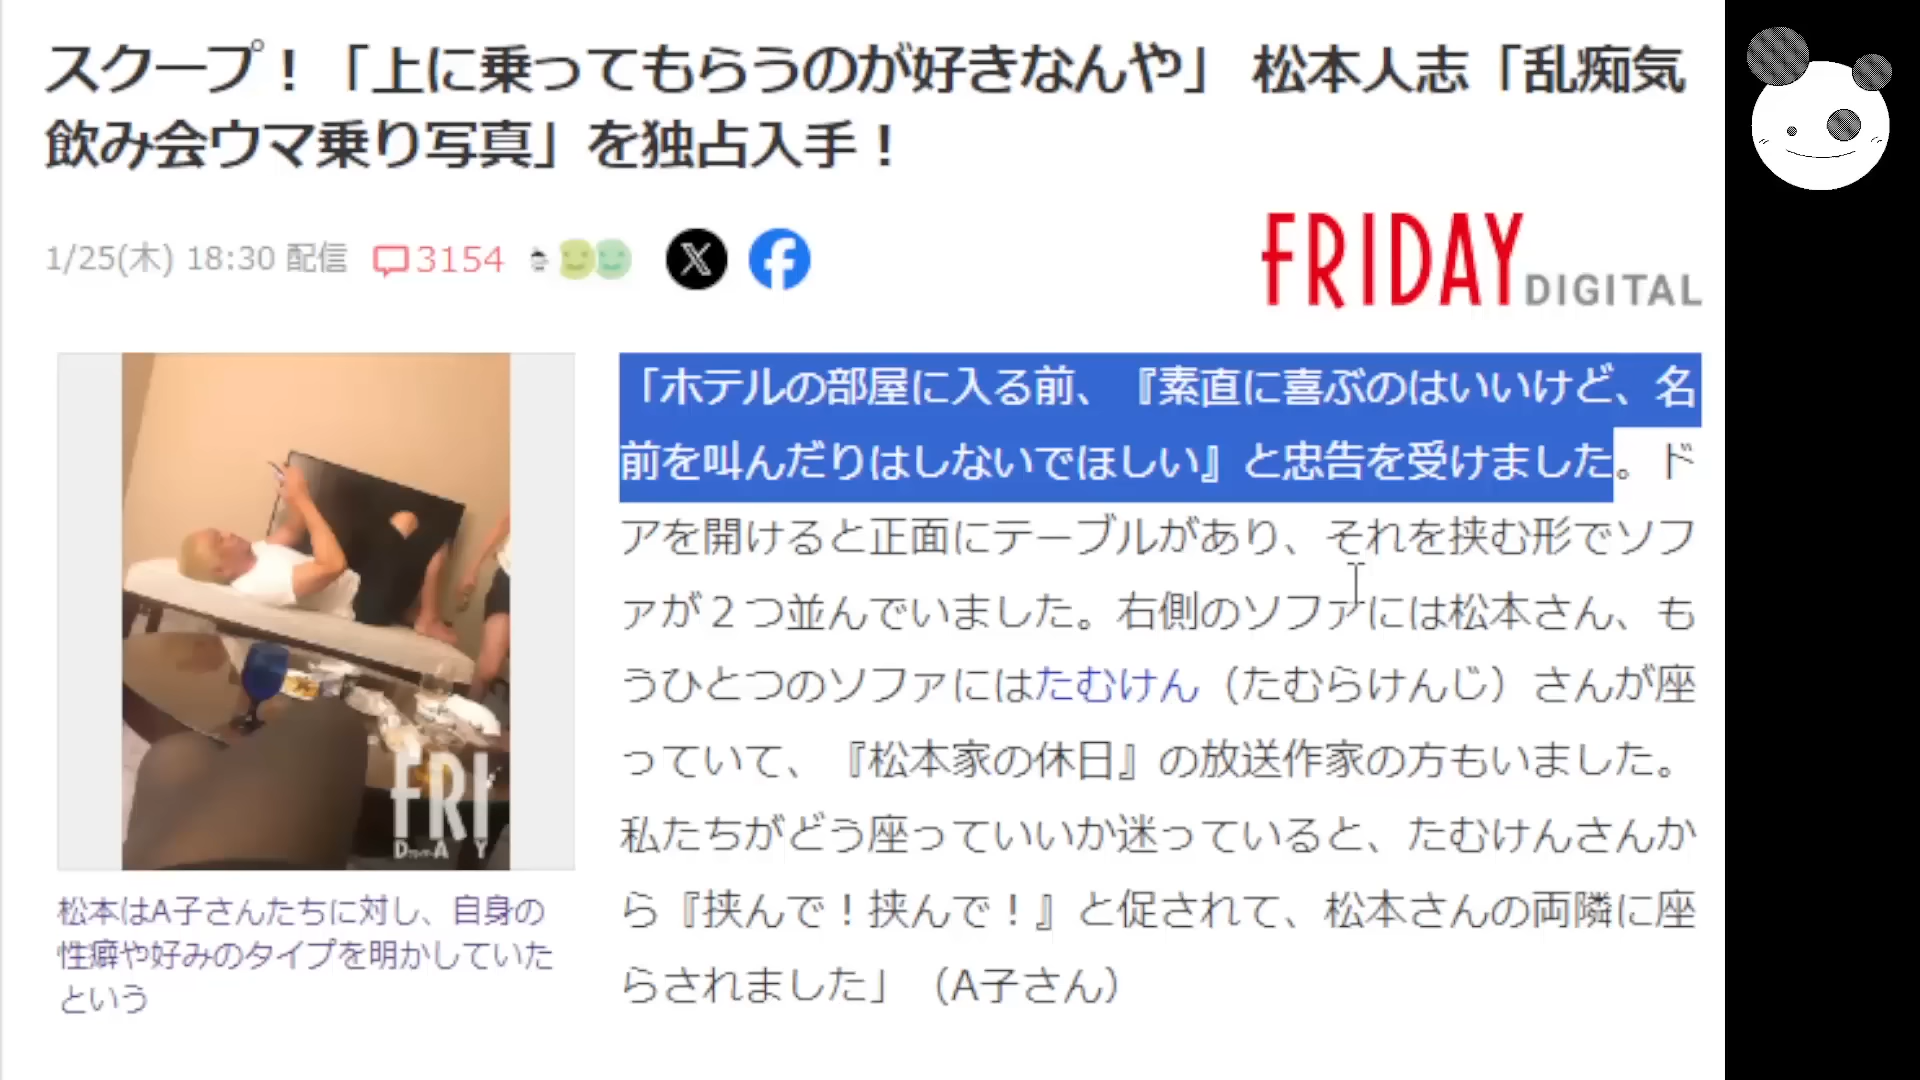 スクープ！「上に乗ってもらうのが好きなんや」 松本人志「乱痴気
飲み会ウマ乗り写真」を独占入手！
1/25(木) 18:30 配信
3154
FRIDAY DIGITAL
「ホテルの部屋に入る前、『素直に喜ぶのはいいけど、名
前を叫んだりはしないでほしい』と忠告を受けました。ド
アを開けると正面にテーブルがあり、それを挟む形でソフ
ァが２つ並んでいました。右側のソファには松本さん、も
うひとつのソファにはたむけん（たむらけんじ）さんが座
っていて、『松本家の休日』の放送作家の方もいました。
私たちがどう座っていいか迷っていると、たむけんさんか
ら『挟んで！挟んで！』と促されて、松本さんの両隣に座
らされました」（A子さん）
FRI
DAY
松本はA子さんたちに対し、自身の
性癖や好みのタイプを明かしていた
という